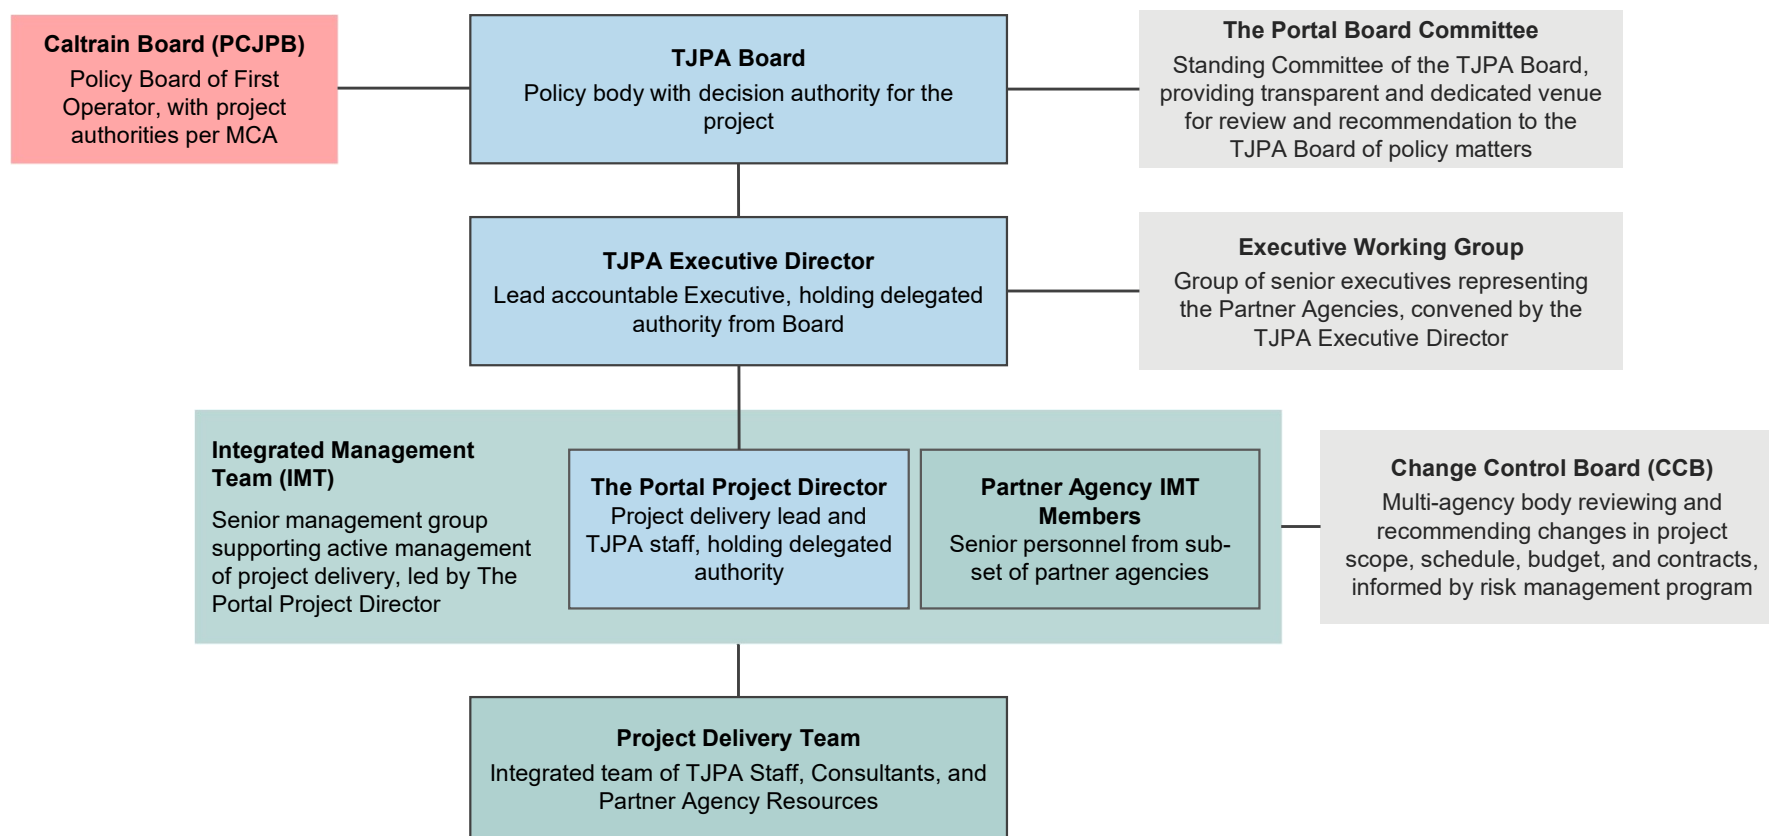 Caltrain Board (PCJPB)
Policy Board of First
Operator, with project
authorities per MCA
TJPA Board
Policy body with decision authority for the
project
The Portal Board Committee
Standing Committee of the TJPA Board,
providing transparent and dedicated venue
for review and recommendation to the
TJPA Board of policy matters
TJPA Executive Director
Lead accountable Executive, holding delegated
authority from Board
Executive Working Group
Group of senior executives representing
the Partner Agencies, convened by the
TJPA Executive Director
Integrated Management
Team (IMT)
Senior management group
supporting active management
of project delivery, led by The
Portal Project Director
The Portal Project Director
Project delivery lead and
TJPA staff, holding delegated
authority
Partner Agency IMT
Members
Senior personnel from sub-
set of partner agencies
Change Control Board (CCB)
Multi-agency body reviewing and
recommending changes in project
scope, schedule, budget, and contracts,
informed by risk management program
Project Delivery Team
Integrated team of TJPA Staff, Consultants, and
Partner Agency Resources